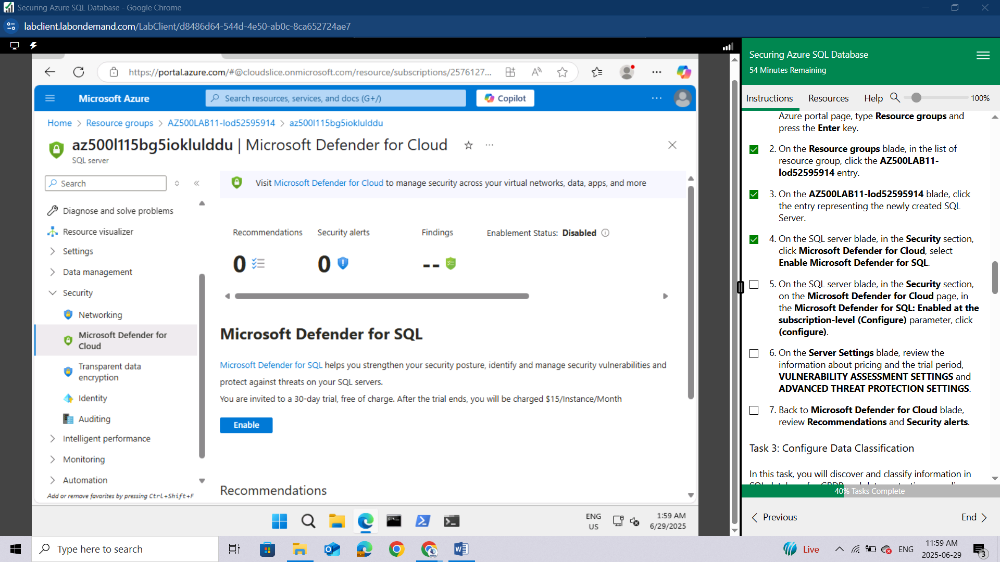 Securing Azure SQL Database - Google Chrome
labclient.labondemand.com/LabClient/d8486d64-544d-4e50-ab0c-8ca652724ae7
https://portal.azure.com/#@cloudslice.onmicrosoft.com/resource/subscriptions/2576127...
Microsoft Azure
Search resources, services, and docs (G+/)
Copilot
Home > Resource groups > AZ500LAB11-lod52595914 > az500l115bg5ioklulddu
az500l115bg5ioklulddu | Microsoft Defender for Cloud
SQL server
Search
Diagnose and solve problems
Resource visualizer
Settings
Data management
Security
Networking
Microsoft Defender for
Cloud
Transparent data
encryption
Identity
Auditing
Intelligent performance
Monitoring
Automation
Add or remove favorites by pressing Ctrl+Shift+F
Visit Microsoft Defender for Cloud to manage security across your virtual networks, data, apps, and more
Recommendations
Security alerts
Findings
Enablement Status: Disabled
0
0
--
Microsoft Defender for SQL
Microsoft Defender for SQL helps you strengthen your security posture, identify and manage security vulnerabilities and
protect against threats on your SQL servers.
You are invited to a 30-day trial, free of charge. After the trial ends, you will be charged $15/Instance/Month
Enable
Recommendations
ENG
US
1:59 AM
6/29/2025
Securing Azure SQL Database
54 Minutes Remaining
Instructions
Resources
Help
100%
Azure portal page, type Resource groups and
press the Enter key.
2. On the Resource groups blade, in the list of
resource group, click the AZ500LAB11-
lod52595914 entry.
3. On the AZ500LAB11-lod52595914 blade, click
the entry representing the newly created SQL
Server.
4. On the SQL server blade, in the Security section,
click Microsoft Defender for Cloud, select
Enable Microsoft Defender for SQL.
5. On the SQL server blade, in the Security section,
on the Microsoft Defender for Cloud page, in
the Microsoft Defender for SQL: Enabled at the
subscription-level (Configure) parameter, click
(configure).
6. On the Server Settings blade, review the
information about pricing and the trial period,
VULNERABILITY ASSESSMENT SETTINGS and
ADVANCED THREAT PROTECTION SETTINGS.
7. Back to Microsoft Defender for Cloud blade,
review Recommendations and Security alerts.
Task 3: Configure Data Classification
In this task, you will discover and classify information in
40% Tasks Complete
Previous
End
Type here to search
Live
ENG
11:59 AM
2025-06-29
3